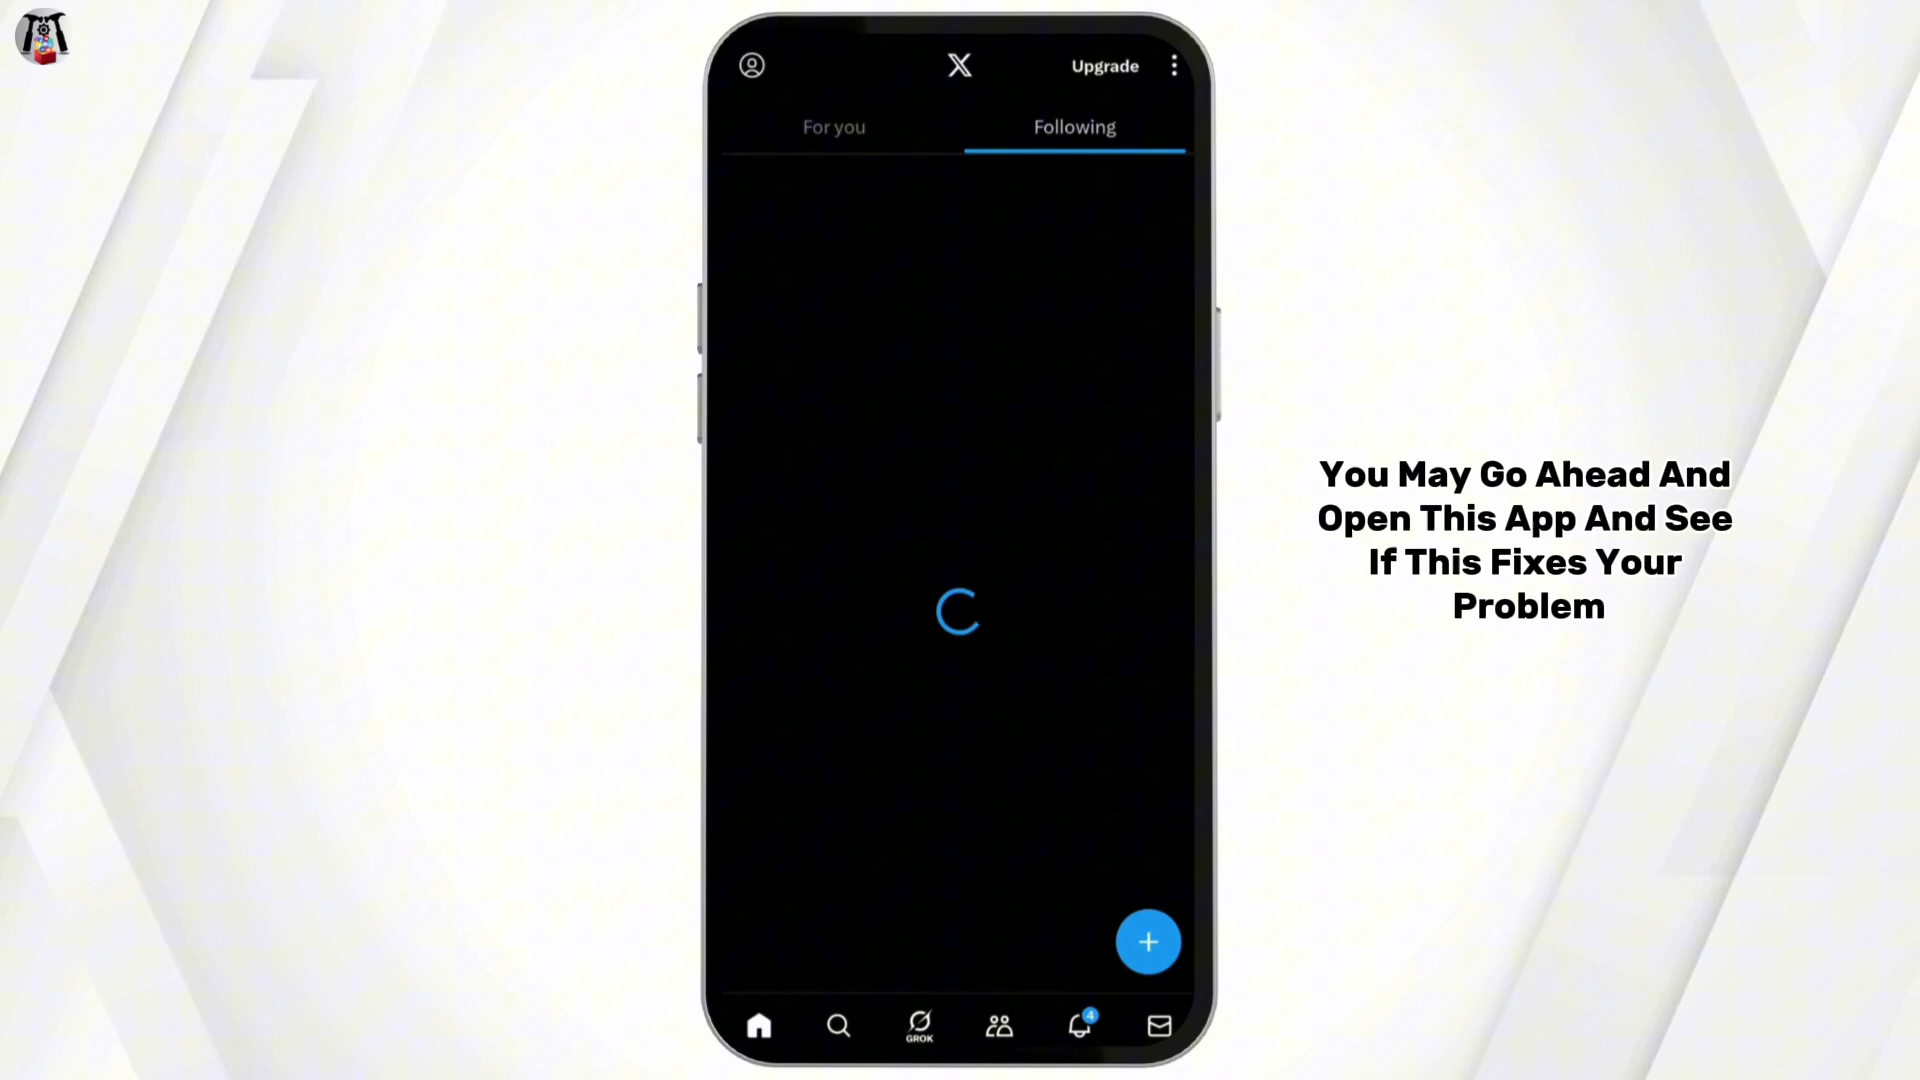 X
Upgrade
For you
Following
You May Go Ahead And
Open This App And See
If This Fixes Your
Problem
4
GROK